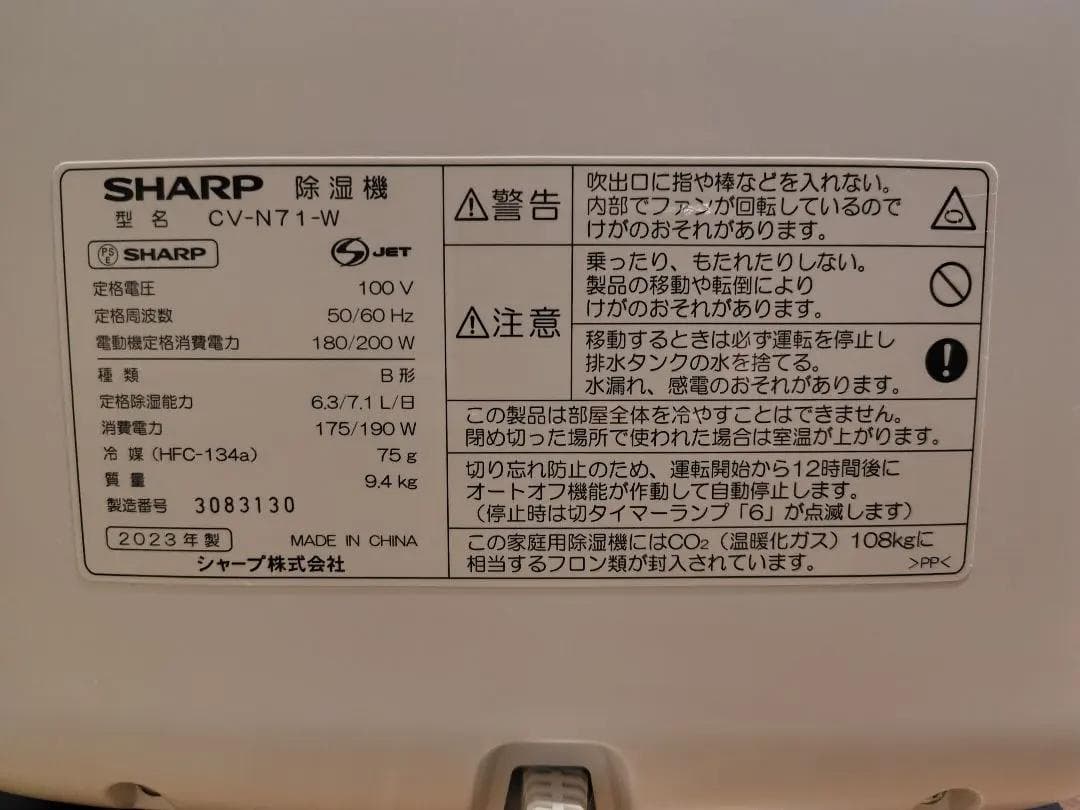 SHARP 除湿機
型名 CV-N71-W
PSE SHARP S JET
定格電圧 100 V
定格周波数 50/60 Hz
電動機定格消費電力 180/200 W
種類 B 形
定格除湿能力 6.3/7.1 L/日
消費電力 175/190 W
冷媒(HFC-134a) 75 g
質量 9.4 kg
製造番号 3083130
2023年製 MADE IN CHINA
シャープ株式会社
警告
吹出口に指や棒などを入れない。
内部でファンが回転しているので
けがのおそれがあります。
注意
乗ったり、もたれたりしない。
製品の移動や転倒により
けがのおそれがあります。
移動するときは必ず運転を停止し
排水タンクの水を捨てる。
水漏れ、感電のおそれがあります。
この製品は部屋全体を冷やすことはできません。
閉め切った場所で使われた場合は室温が上がります。
切り忘れ防止のため、運転開始から12時間後に
オートオフ機能が作動して自動停止します。
(停止時は切タイマーランプ「6」が点滅します)
この家庭用除湿機にはCO₂(温暖化ガス)108kgに
相当するフロン類が封入されています。 >PP<